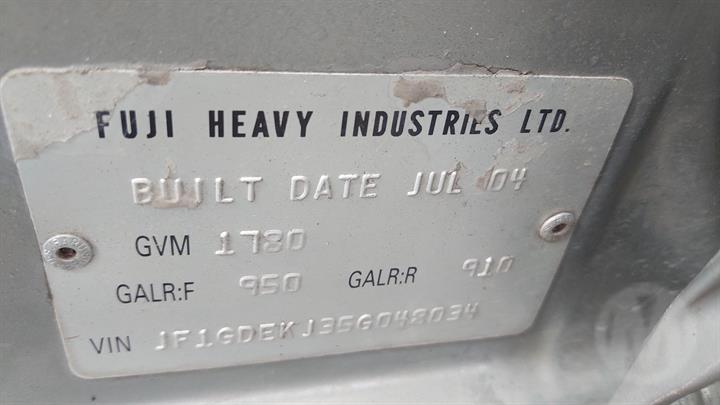 FUJI HEAVY INDUSTRIES LTD.
BUILT DATE JUL 04
GVM 1780
GALR:F 950 GALR:R 910
VIN JF1GDEKJ35G048034